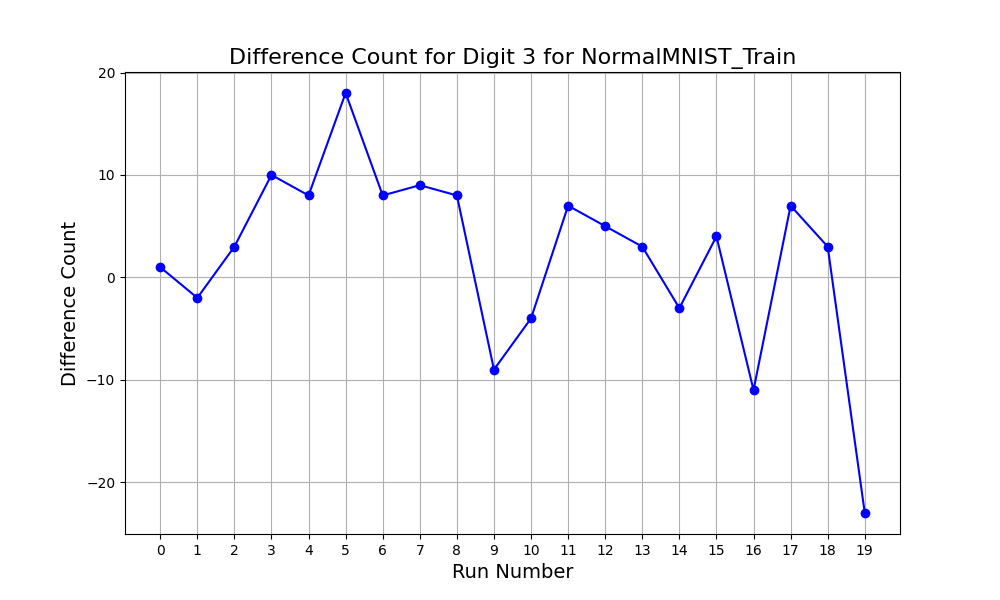 Difference Count for Digit 3 for NormalMNIST_Train
20
10
0
−10
−20
Difference Count
0 1 2 3 4 5 6 7 8 9 10 11 12 13 14 15 16 17 18 19
Run Number